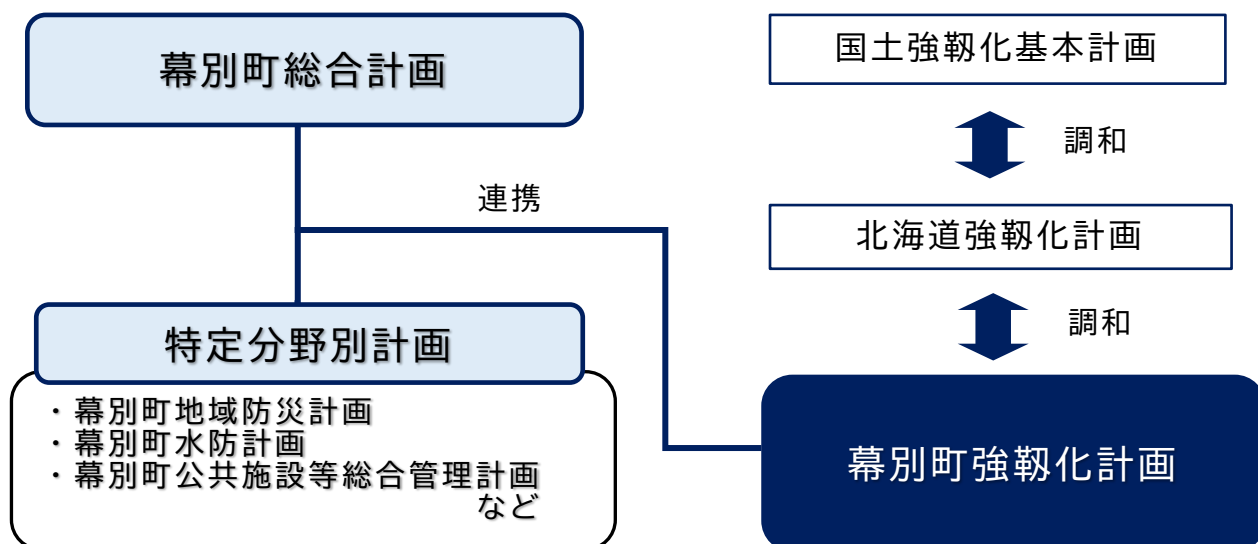 幕別町総合計画
国土強靱化基本計画
調和
連携
北海道強靱化計画
調和
特定分野別計画
・幕別町地域防災計画
・幕別町水防計画
・幕別町公共施設等総合管理計画
など
幕別町強靱化計画